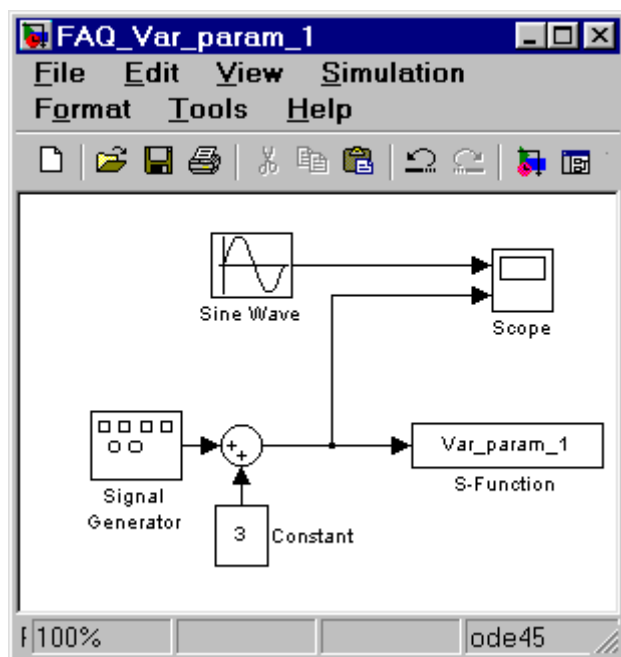 FAQ_Var_param_1
File Edit View Simulation
Format Tools Help
Sine Wave
Scope
Var_param_1
S-Function
Signal
Generator
3
Constant
100%
ode45